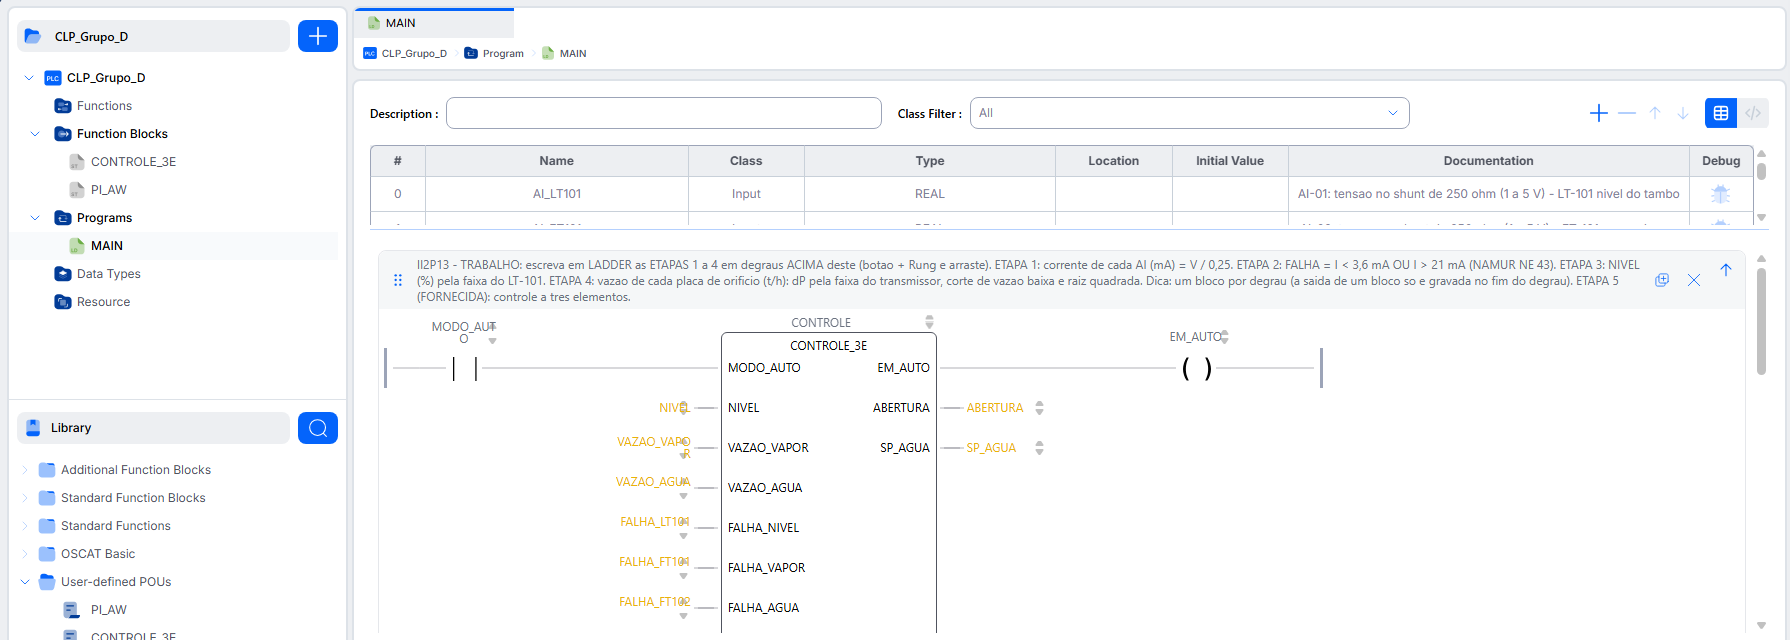 CLP_Grupo_D
CLP_Grupo_D
Functions
Function Blocks
CONTROLE_3E
PI_AW
Programs
MAIN
Data Types
Resource
Library
Additional Function Blocks
Standard Function Blocks
Standard Functions
OSCAT Basic
User-defined POUs
PI_AW
CONTROLE_3E
MAIN
CLP_Grupo_D
Program
MAIN
Description :
Class Filter :
All
# Name Class Type Location Initial Value Documentation Debug
0 AI_LT101 Input REAL AI-01: tensao no shunt de 250 ohm (1 a 5 V) - LT-101 nivel do tambo
II2P13 - TRABALHO: escreva em LADDER as ETAPAS 1 a 4 em degraus ACIMA deste (botao + Rung e arraste). ETAPA 1: corrente de cada AI (mA) = V / 0,25. ETAPA 2: FALHA = I < 3,6 mA OU I > 21 mA (NAMUR NE 43). ETAPA 3: NIVEL
(%) pela faixa do LT-101. ETAPA 4: vazao de cada placa de orificio (t/h): dP pela faixa do transmissor, corte de vazao baixa e raiz quadrada. Dica: um bloco por degrau (a saida de um bloco so e gravada no fim do degrau). ETAPA 5
(FORNECIDA): controle a tres elementos.
MODO_AUT
O
CONTROLE
CONTROLE_3E
EM_AUTO
MODO_AUTO EM_AUTO
NIVEL NIVEL ABERTURA ABERTURA
VAZAO_VAPO
R
VAZAO_VAPOR SP_AGUA SP_AGUA
VAZAO_AGUA
VAZAO_AGUA
FALHA_LT101
FALHA_NIVEL
FALHA_FT101
FALHA_VAPOR
FALHA_FT102
FALHA_AGUA